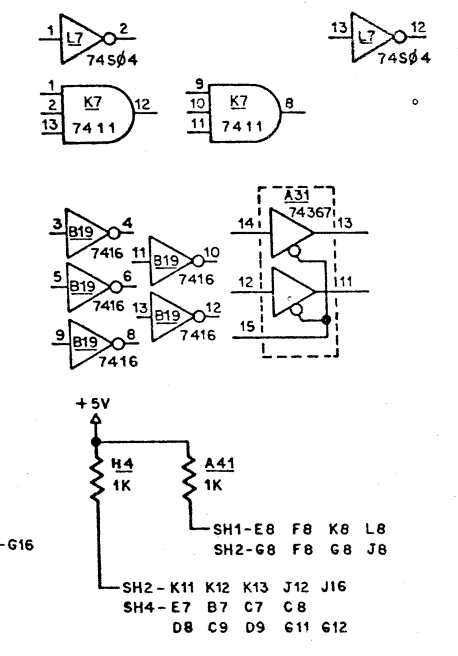 1 L7 2
74SØ4
13 L7 12
74SØ4
1
2
13
K7
7411
12
9
10
11
K7
7411
8
A31
74367
14 13
12 11
15
3 B19 4
7416
11 B19 10
7416
5 B19 6
7416
13 B19 12
7416
9 B19 8
7416
+5V
H4
1K
A41
1K
SH1-E8 F8 K8 L8
SH2-G8 F8 G8 J8
-G16
SH2-K11 K12 K13 J12 J16
SH4-E7 B7 C7 C8
D8 C9 D9 G11 G12